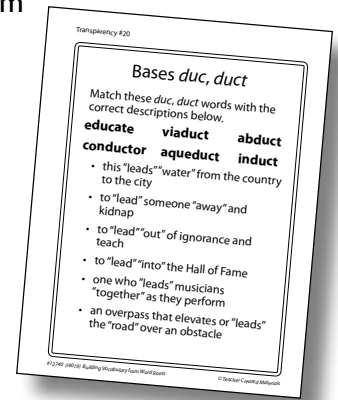 m
Transparency #20
Bases duc, duct
Match these duc, duct words with the
correct descriptions below.
educate viaduct abduct
conductor aqueduct induct
• this "leads" "water" from the country
to the city
• to "lead" someone "away" and
kidnap
• to "lead" "out" of ignorance and
teach
• to "lead" "into" the Hall of Fame
• one who "leads" musicians
"together" as they perform
• an overpass that elevates or "leads"
the "road" over an obstacle
Building Vocabulary from Word Roots
© Teacher Created Materials